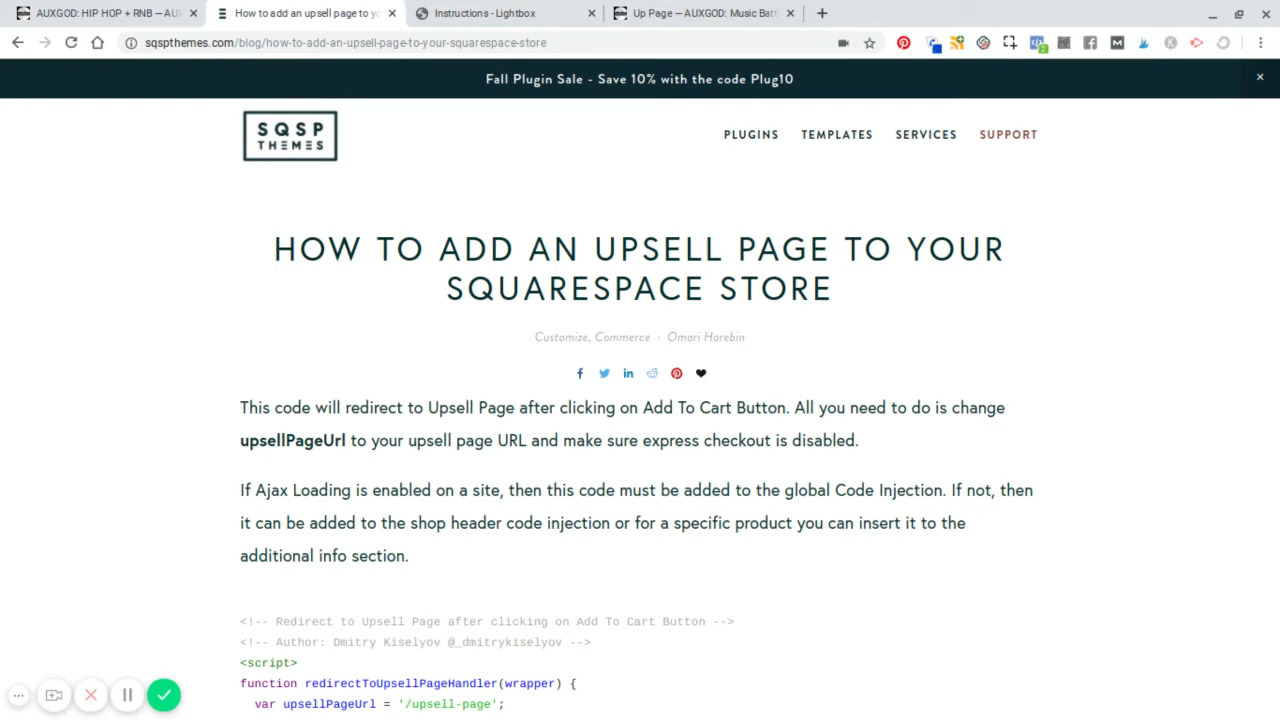 AUXGOD: HIP HOP + RNB — AUX
How to add an upsell page to yo
Instructions - Lightbox
Up Page — AUXGOD: Music Batt
sqspthemes.com/blog/how-to-add-an-upsell-page-to-your-squarespace-store
Fall Plugin Sale - Save 10% with the code Plug10
SQSP
THEMES
PLUGINS
TEMPLATES
SERVICES
SUPPORT
HOW TO ADD AN UPSELL PAGE TO YOUR
SQUARESPACE STORE
Customize, Commerce · Omari Harebin
This code will redirect to Upsell Page after clicking on Add To Cart Button. All you need to do is change
upsellPageUrl to your upsell page URL and make sure express checkout is disabled.
If Ajax Loading is enabled on a site, then this code must be added to the global Code Injection. If not, then
it can be added to the shop header code injection or for a specific product you can insert it to the
additional info section.
<!-- Redirect to Upsell Page after clicking on Add To Cart Button -->
<!-- Author: Dmitry Kiselyov @_dmitrykiselyov -->
<script>
function redirectToUpsellPageHandler(wrapper) {
var upsellPageUrl = '/upsell-page';